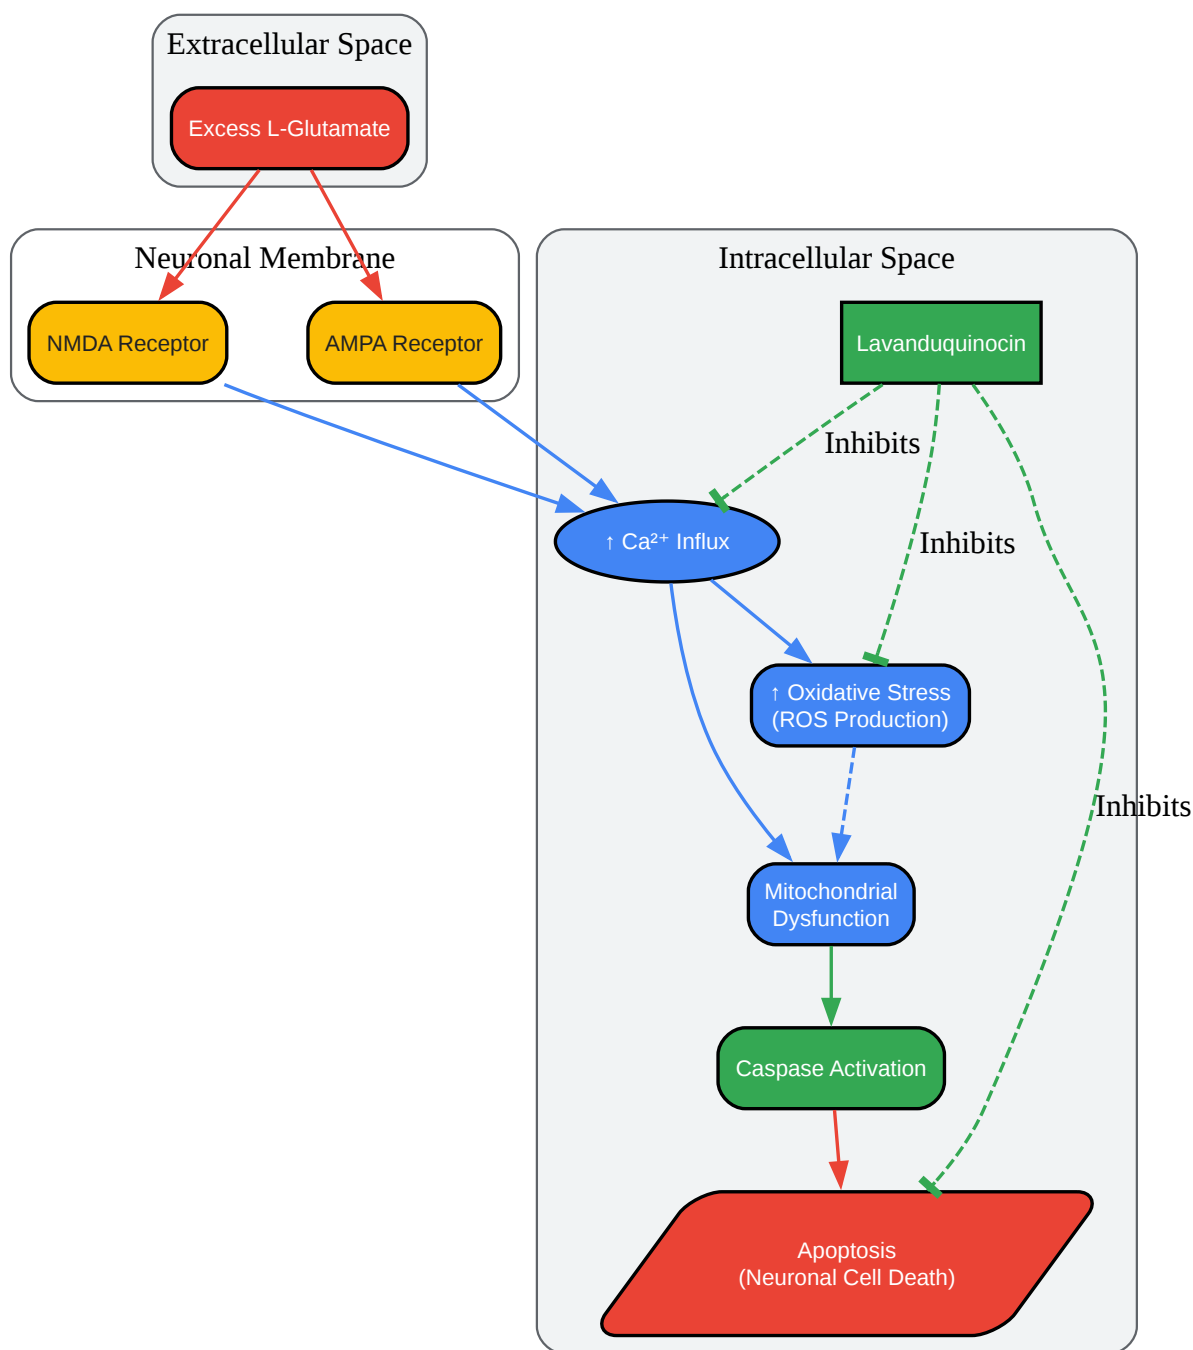 Extracellular Space
Excess L-Glutamate
Neuronal Membrane
NMDA Receptor
AMPA Receptor
Intracellular Space
Lavanduquinocin
Inhibits
Inhibits
↑ Ca²⁺ Influx
↑ Oxidative Stress
(ROS Production)
Inhibits
Mitochondrial
Dysfunction
Caspase Activation
Apoptosis
(Neuronal Cell Death)